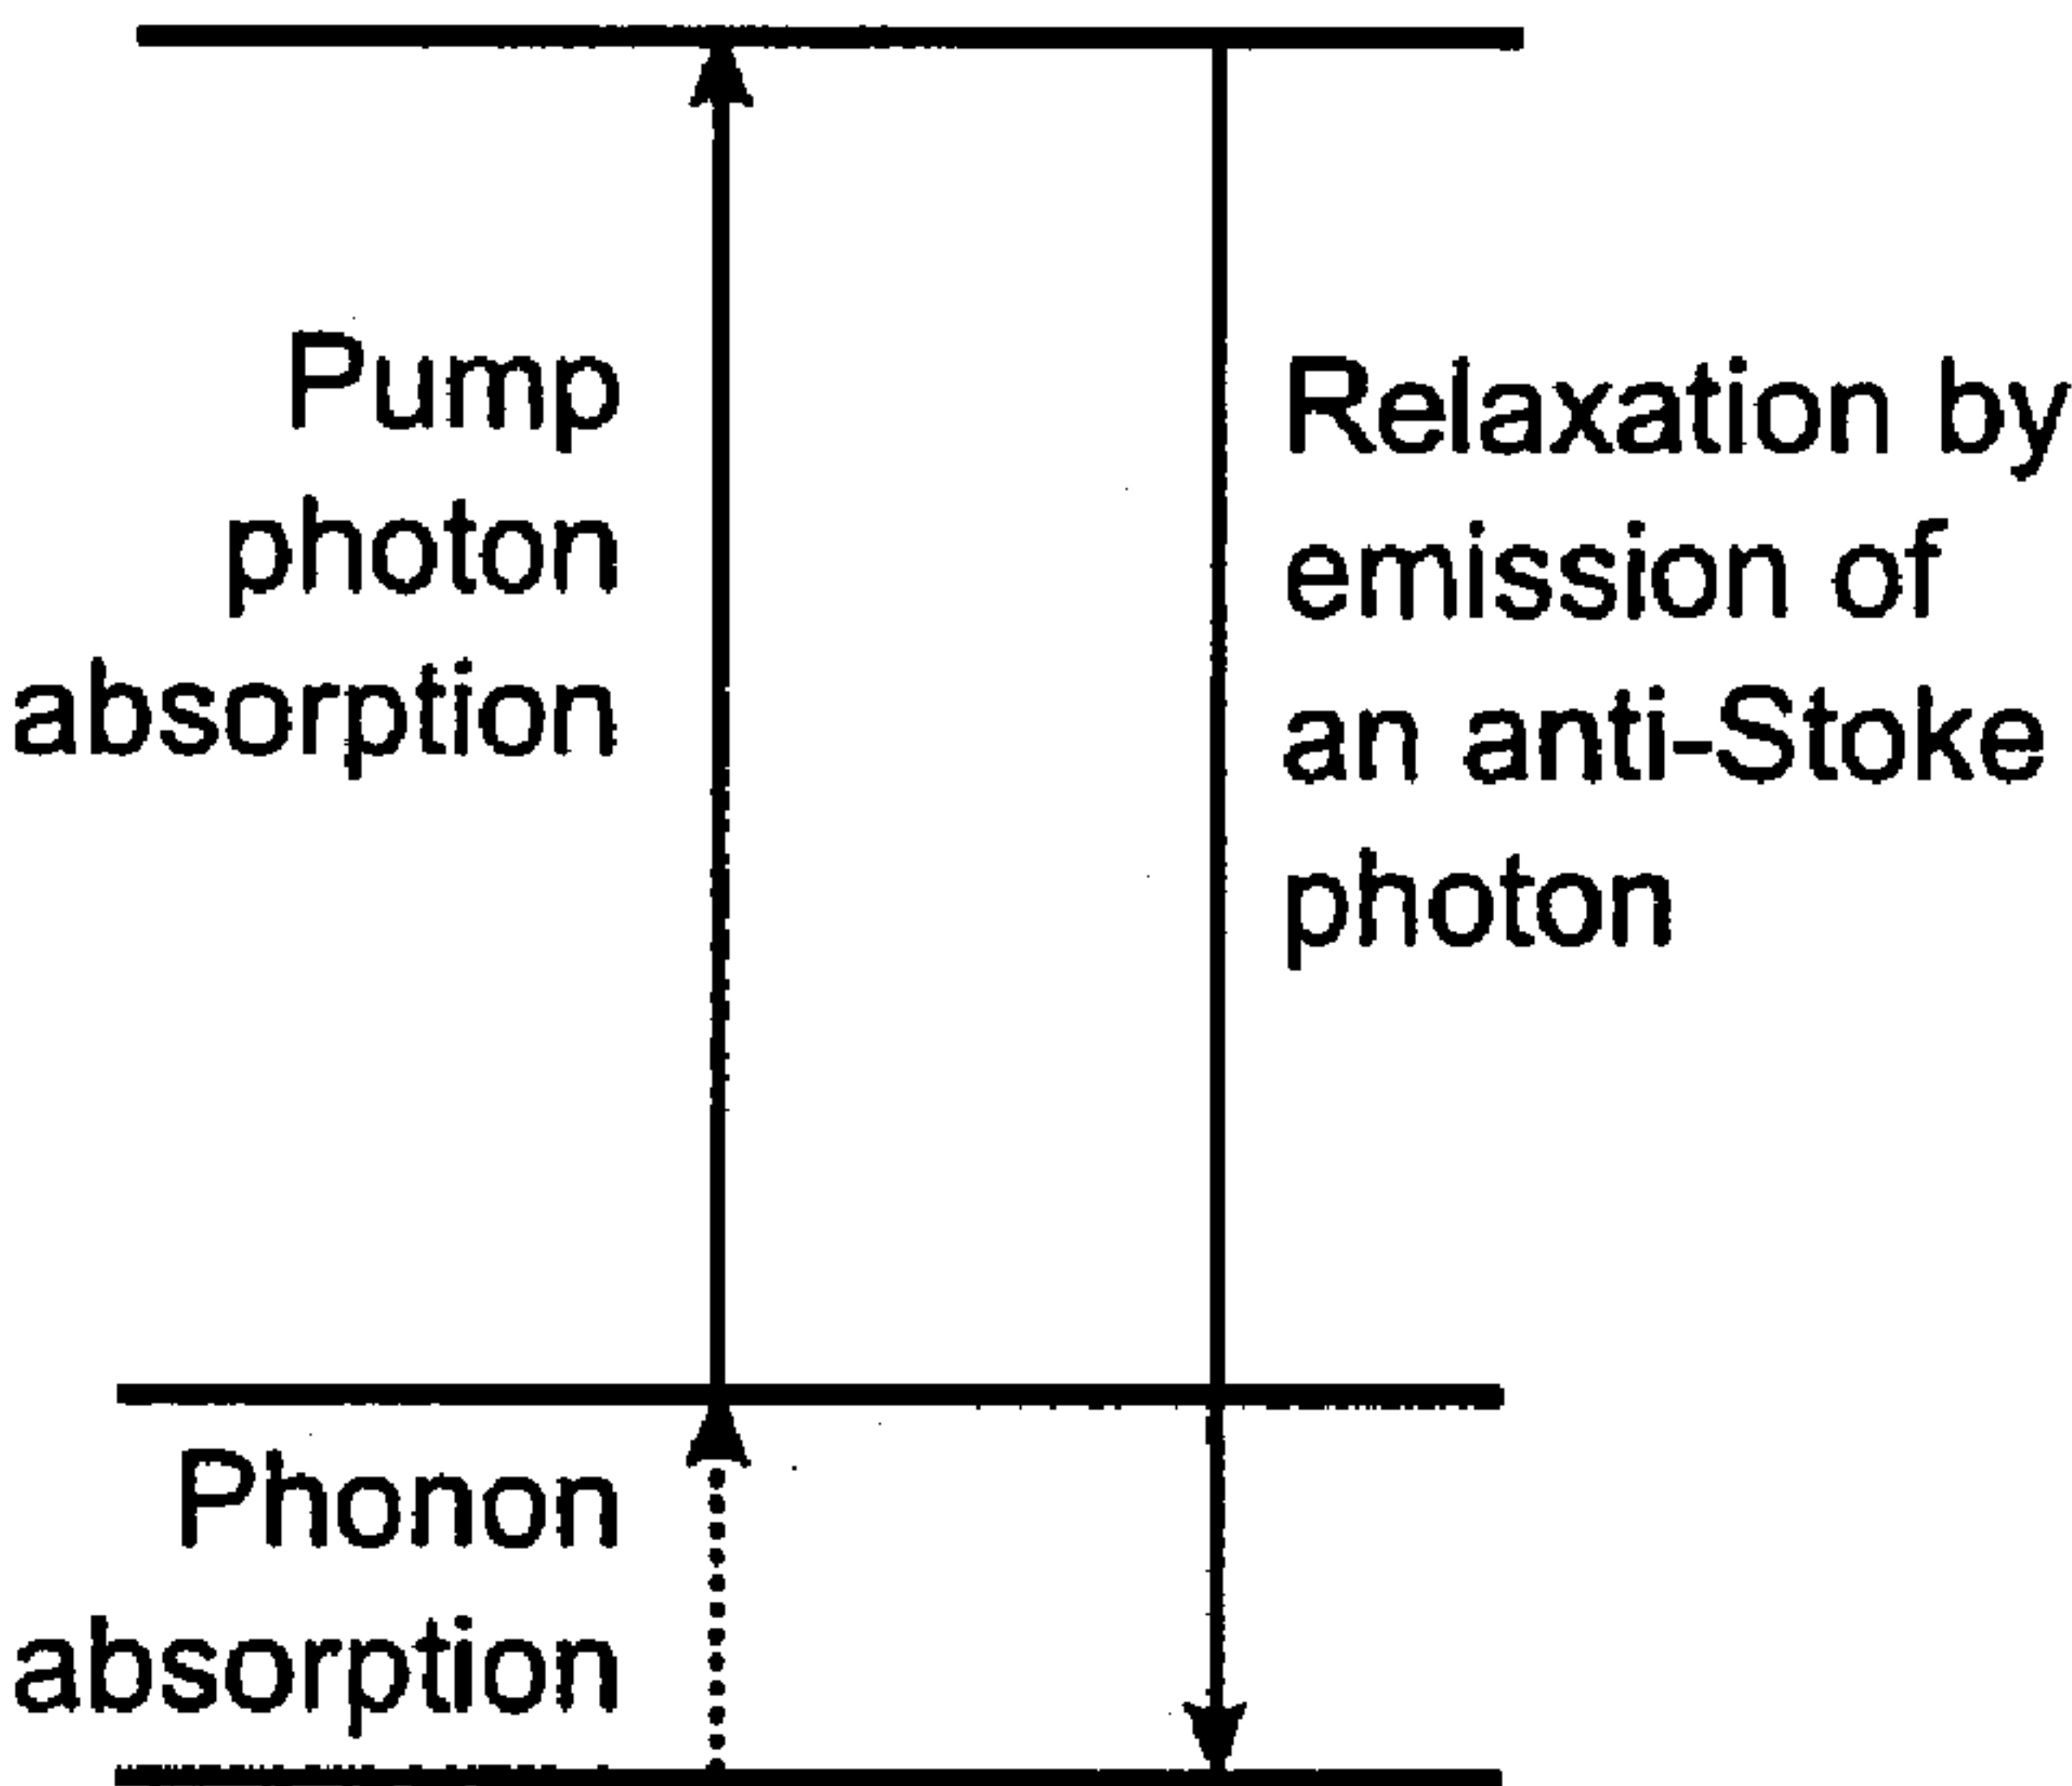 Pump
photon
absorption
Relaxation by
emission of
an anti-Stoke
photon
Phonon
absorption